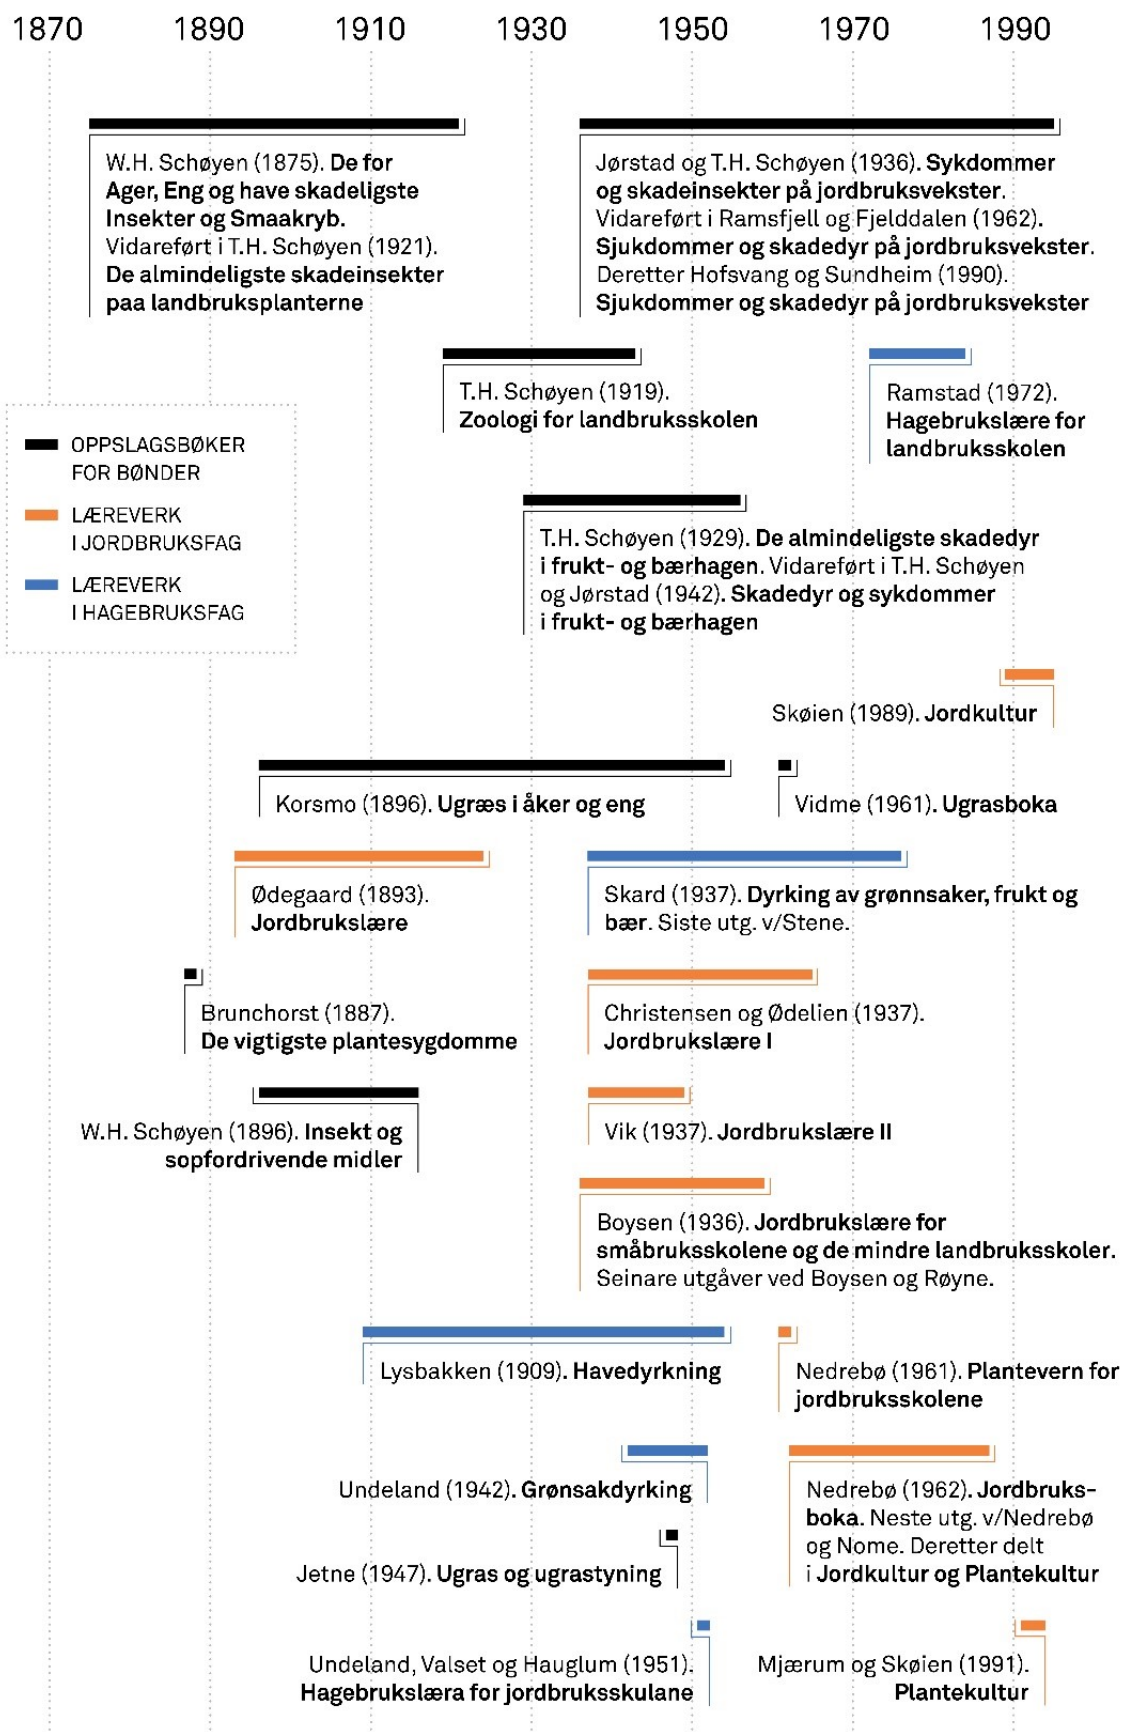 1870 1890 1910 1930 1950 1970 1990
W.H. Schøyen (1875). De for
Ager, Eng og have skadeligste
Insekter og Smaakryb.
Vidareført i T.H. Schøyen (1921).
De almindeligste skadeinsekter
paa landbruksplanterne
Jørstad og T.H. Schøyen (1936). Sykdommer
og skadeinsekter på jordbruksvekster.
Vidareført i Ramsfjell og Fjelddalen (1962).
Sjukdommer og skadedyr på jordbruksvekster.
Deretter Hofsvang og Sundheim (1990).
Sjukdommer og skadedyr på jordbruksvekster
T.H. Schøyen (1919).
Zoologi for landbruksskolen
Ramstad (1972).
Hagebrukslære for
landbruksskolen
OPPSLAGSBØKER
FOR BØNDER
LÆREVERK
I JORDBRUKSFAG
LÆREVERK
I HAGEBRUKSFAG
T.H. Schøyen (1929). De almindeligste skadedyr
i frukt- og bærhagen. Vidareført i T.H. Schøyen
og Jørstad (1942). Skadedyr og sykdommer
i frukt- og bærhagen
Skøien (1989). Jordkultur
Korsmo (1896). Ugræs i åker og eng
Vidme (1961). Ugrasboka
Ødegaard (1893).
Jordbrukslære
Skard (1937). Dyrking av grønnsaker, frukt og
bær. Siste utg. v/Stene.
Brunchorst (1887).
De vigtigste plantesygdomme
Christensen og Ødelien (1937).
Jordbrukslære I
W.H. Schøyen (1896). Insekt og
sopfordrivende midler
Vik (1937). Jordbrukslære II
Boysen (1936). Jordbrukslære for
småbruksskolene og de mindre landbruksskoler.
Seinare utgåver ved Boysen og Røyne.
Lysbakken (1909). Havedyrkning
Nedrebø (1961). Plantevern for
jordbruksskolene
Undeland (1942). Grønsakdyrking
Nedrebø (1962). Jordbruks-
boka. Neste utg. v/Nedrebø
og Nome. Deretter delt
i Jordkultur og Plantekultur
Jetne (1947). Ugras og ugrastyning
Undeland, Valset og Hauglum (1951).
Hagebrukslæra for jordbruksskulane
Mjærum og Skøien (1991).
Plantekultur